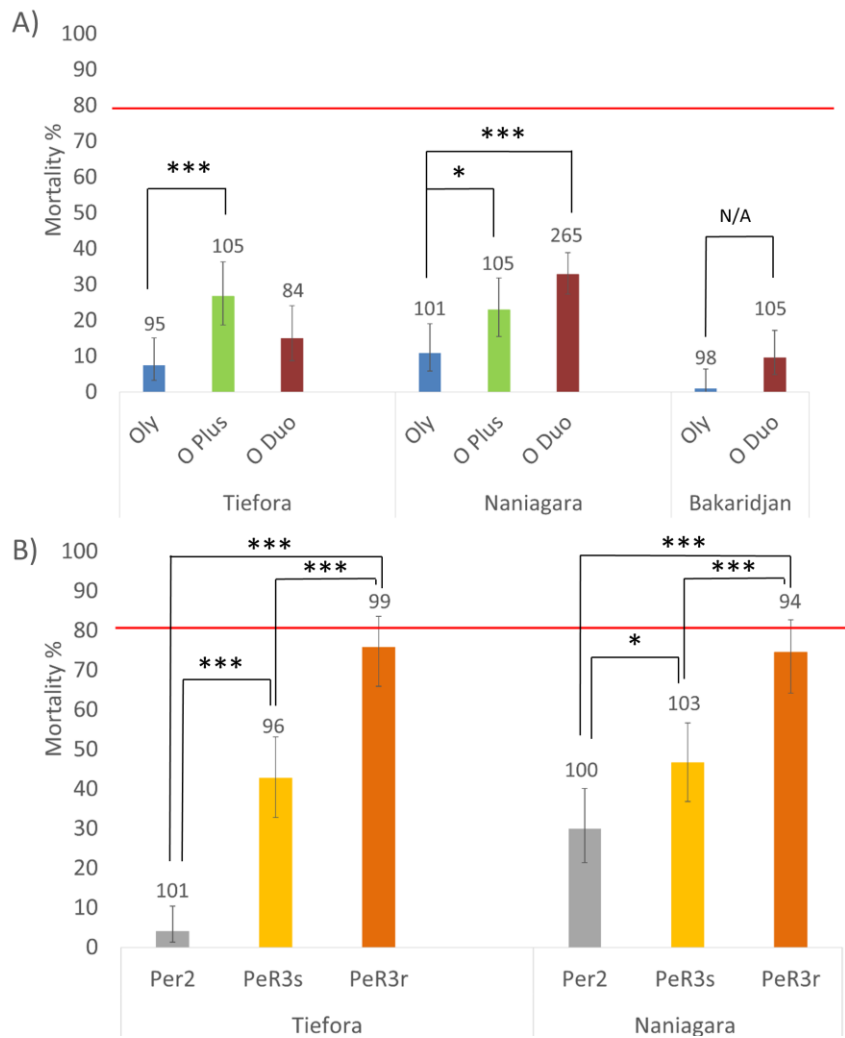 A)
100
90
80
70
60
50
40
30
20
10
0
Mortality %
***
*
***
N/A
95
105
84
101
105
265
98
105
Oly
O Plus
O Duo
Oly
O Plus
O Duo
Oly
O Duo
Tiefora
Naniagara
Bakaridjan
B)
100
90
80
70
60
50
40
30
20
10
0
Mortality %
***
***
***
***
***
*
101
96
99
100
103
94
Per2
PeR3s
PeR3r
Per2
PeR3s
PeR3r
Tiefora
Naniagara